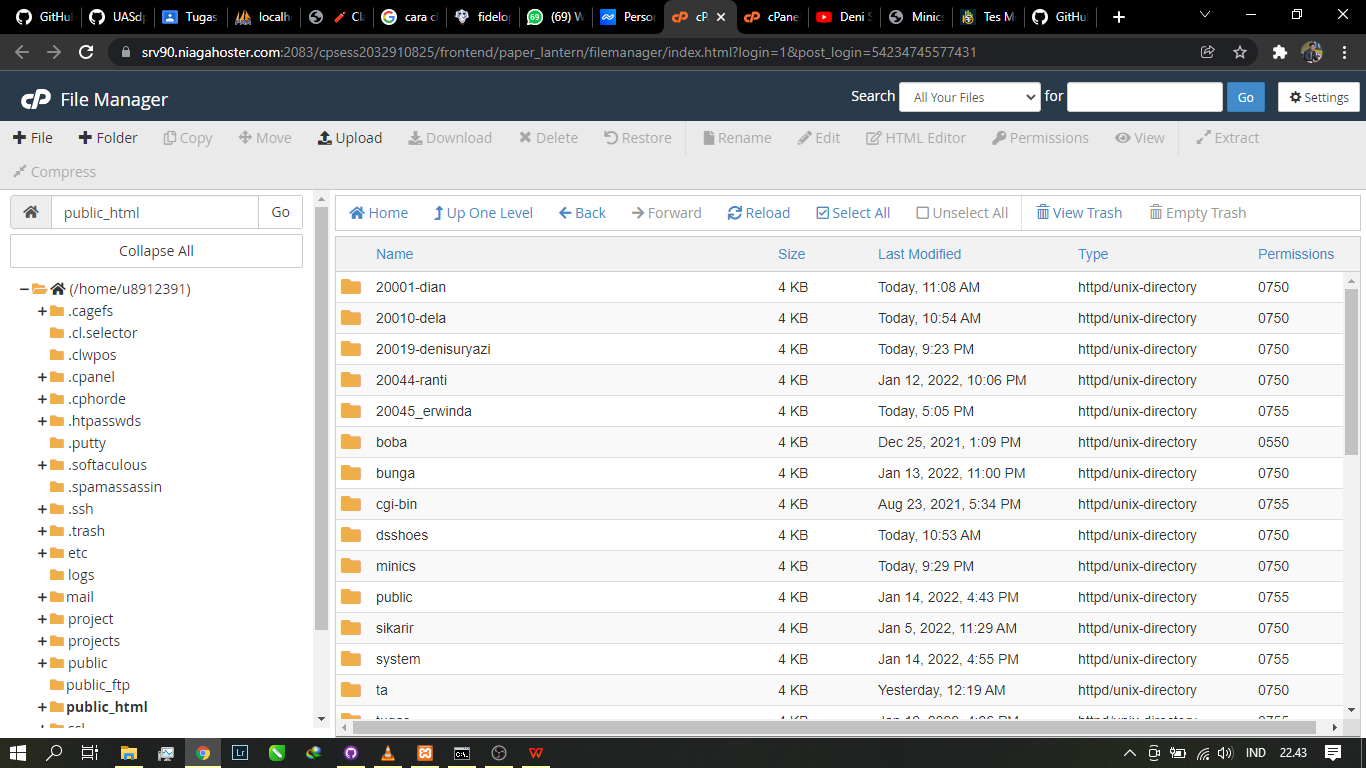 GitHu
UASdp
Tugas
localh
Cla
cara cl
fidelop
(69) W
Person
cP
cPane
Deni S
Minics
Tes Me
GitHu
srv90.niagahoster.com:2083/cpsess2032910825/frontend/paper_lantern/filemanager/index.html?login=1&post_login=54234745577431
cP File Manager
Search All Your Files for Go Settings
File Folder Copy Move Upload Download Delete Restore Rename Edit HTML Editor Permissions View Extract
Compress
public_html Go
Collapse All
(/home/u8912391)
.cagefs
.cl.selector
.clwpos
.cpanel
.cphorde
.htpasswds
.putty
.softaculous
.spamassassin
.ssh
.trash
etc
logs
mail
project
projects
public
public_ftp
public_html
ssl
Home Up One Level Back Forward Reload Select All Unselect All View Trash Empty Trash
Name Size Last Modified Type Permissions
20001-dian 4 KB Today, 11:08 AM httpd/unix-directory 0750
20010-dela 4 KB Today, 10:54 AM httpd/unix-directory 0750
20019-denisuryazi 4 KB Today, 9:23 PM httpd/unix-directory 0750
20044-ranti 4 KB Jan 12, 2022, 10:06 PM httpd/unix-directory 0750
20045_erwinda 4 KB Today, 5:05 PM httpd/unix-directory 0755
boba 4 KB Dec 25, 2021, 1:09 PM httpd/unix-directory 0550
bunga 4 KB Jan 13, 2022, 11:00 PM httpd/unix-directory 0750
cgi-bin 4 KB Aug 23, 2021, 5:34 PM httpd/unix-directory 0755
dsshoes 4 KB Today, 10:53 AM httpd/unix-directory 0750
minics 4 KB Today, 9:29 PM httpd/unix-directory 0750
public 4 KB Jan 14, 2022, 4:43 PM httpd/unix-directory 0755
sikarir 4 KB Jan 5, 2022, 11:29 AM httpd/unix-directory 0750
system 4 KB Jan 14, 2022, 4:55 PM httpd/unix-directory 0755
ta 4 KB Yesterday, 12:19 AM httpd/unix-directory 0750
Lr IND 22.43